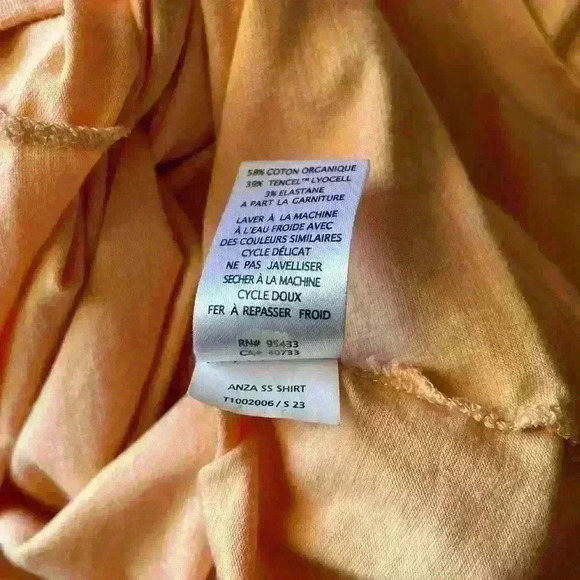 58% COTON ORGANIQUE
39% TENCEL™ LYOCELL
3% ELASTANE
A PART LA GARNITURE
LAVER À LA MACHINE
À L'EAU FROIDE AVEC
DES COULEURS SIMILAIRES
CYCLE DÉLICAT
NE PAS JAVELLISER
SECHER À LA MACHINE
CYCLE DOUX
FER À REPASSER FROID
RN# 95433
CA# 40733
ANZA SS SHIRT
T1002006 / S 23